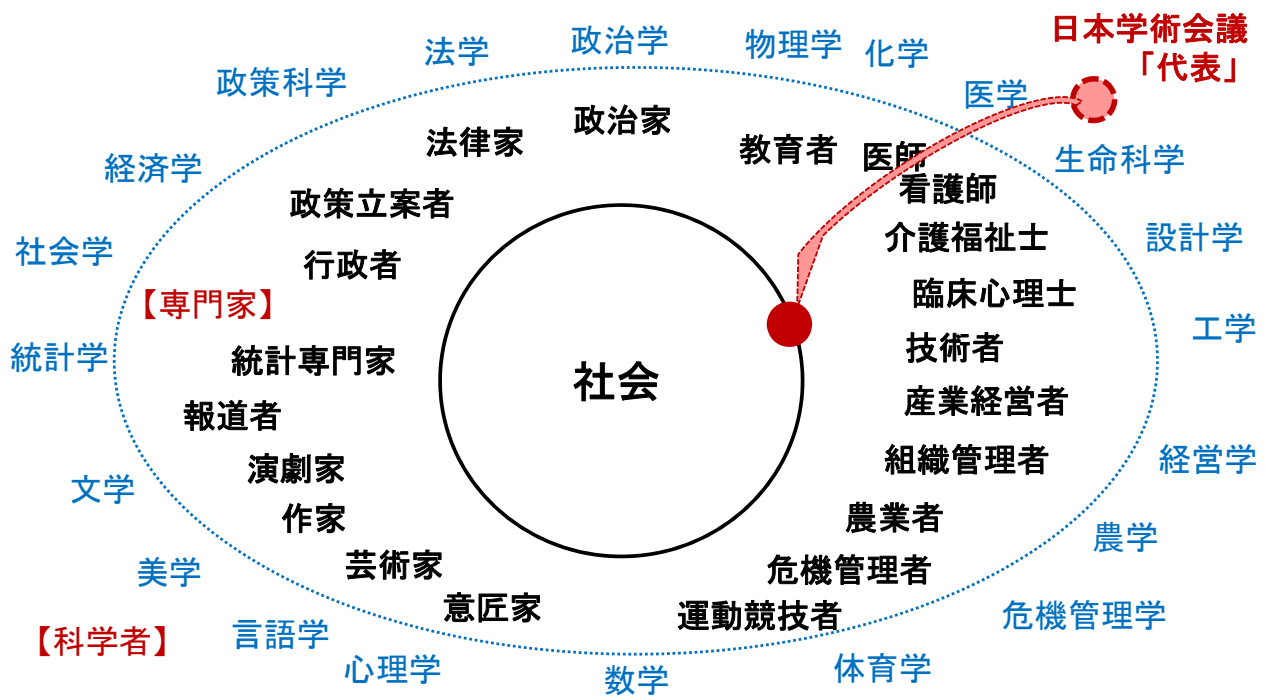 日本学術会議
「代表」
政治学
物理学
化学
法学
政策科学
医学
経済学
生命科学
社会学
設計学
統計学
工学
文学
経営学
美学
農学
言語学
危機管理学
心理学
数学
体育学
【科学者】
【専門家】
政治家
法律家
教育者
医師
看護師
政策立案者
介護福祉士
行政者
臨床心理士
統計専門家
技術者
報道者
産業経営者
演劇家
組織管理者
作家
農業者
芸術家
危機管理者
意匠家
運動競技者
社会